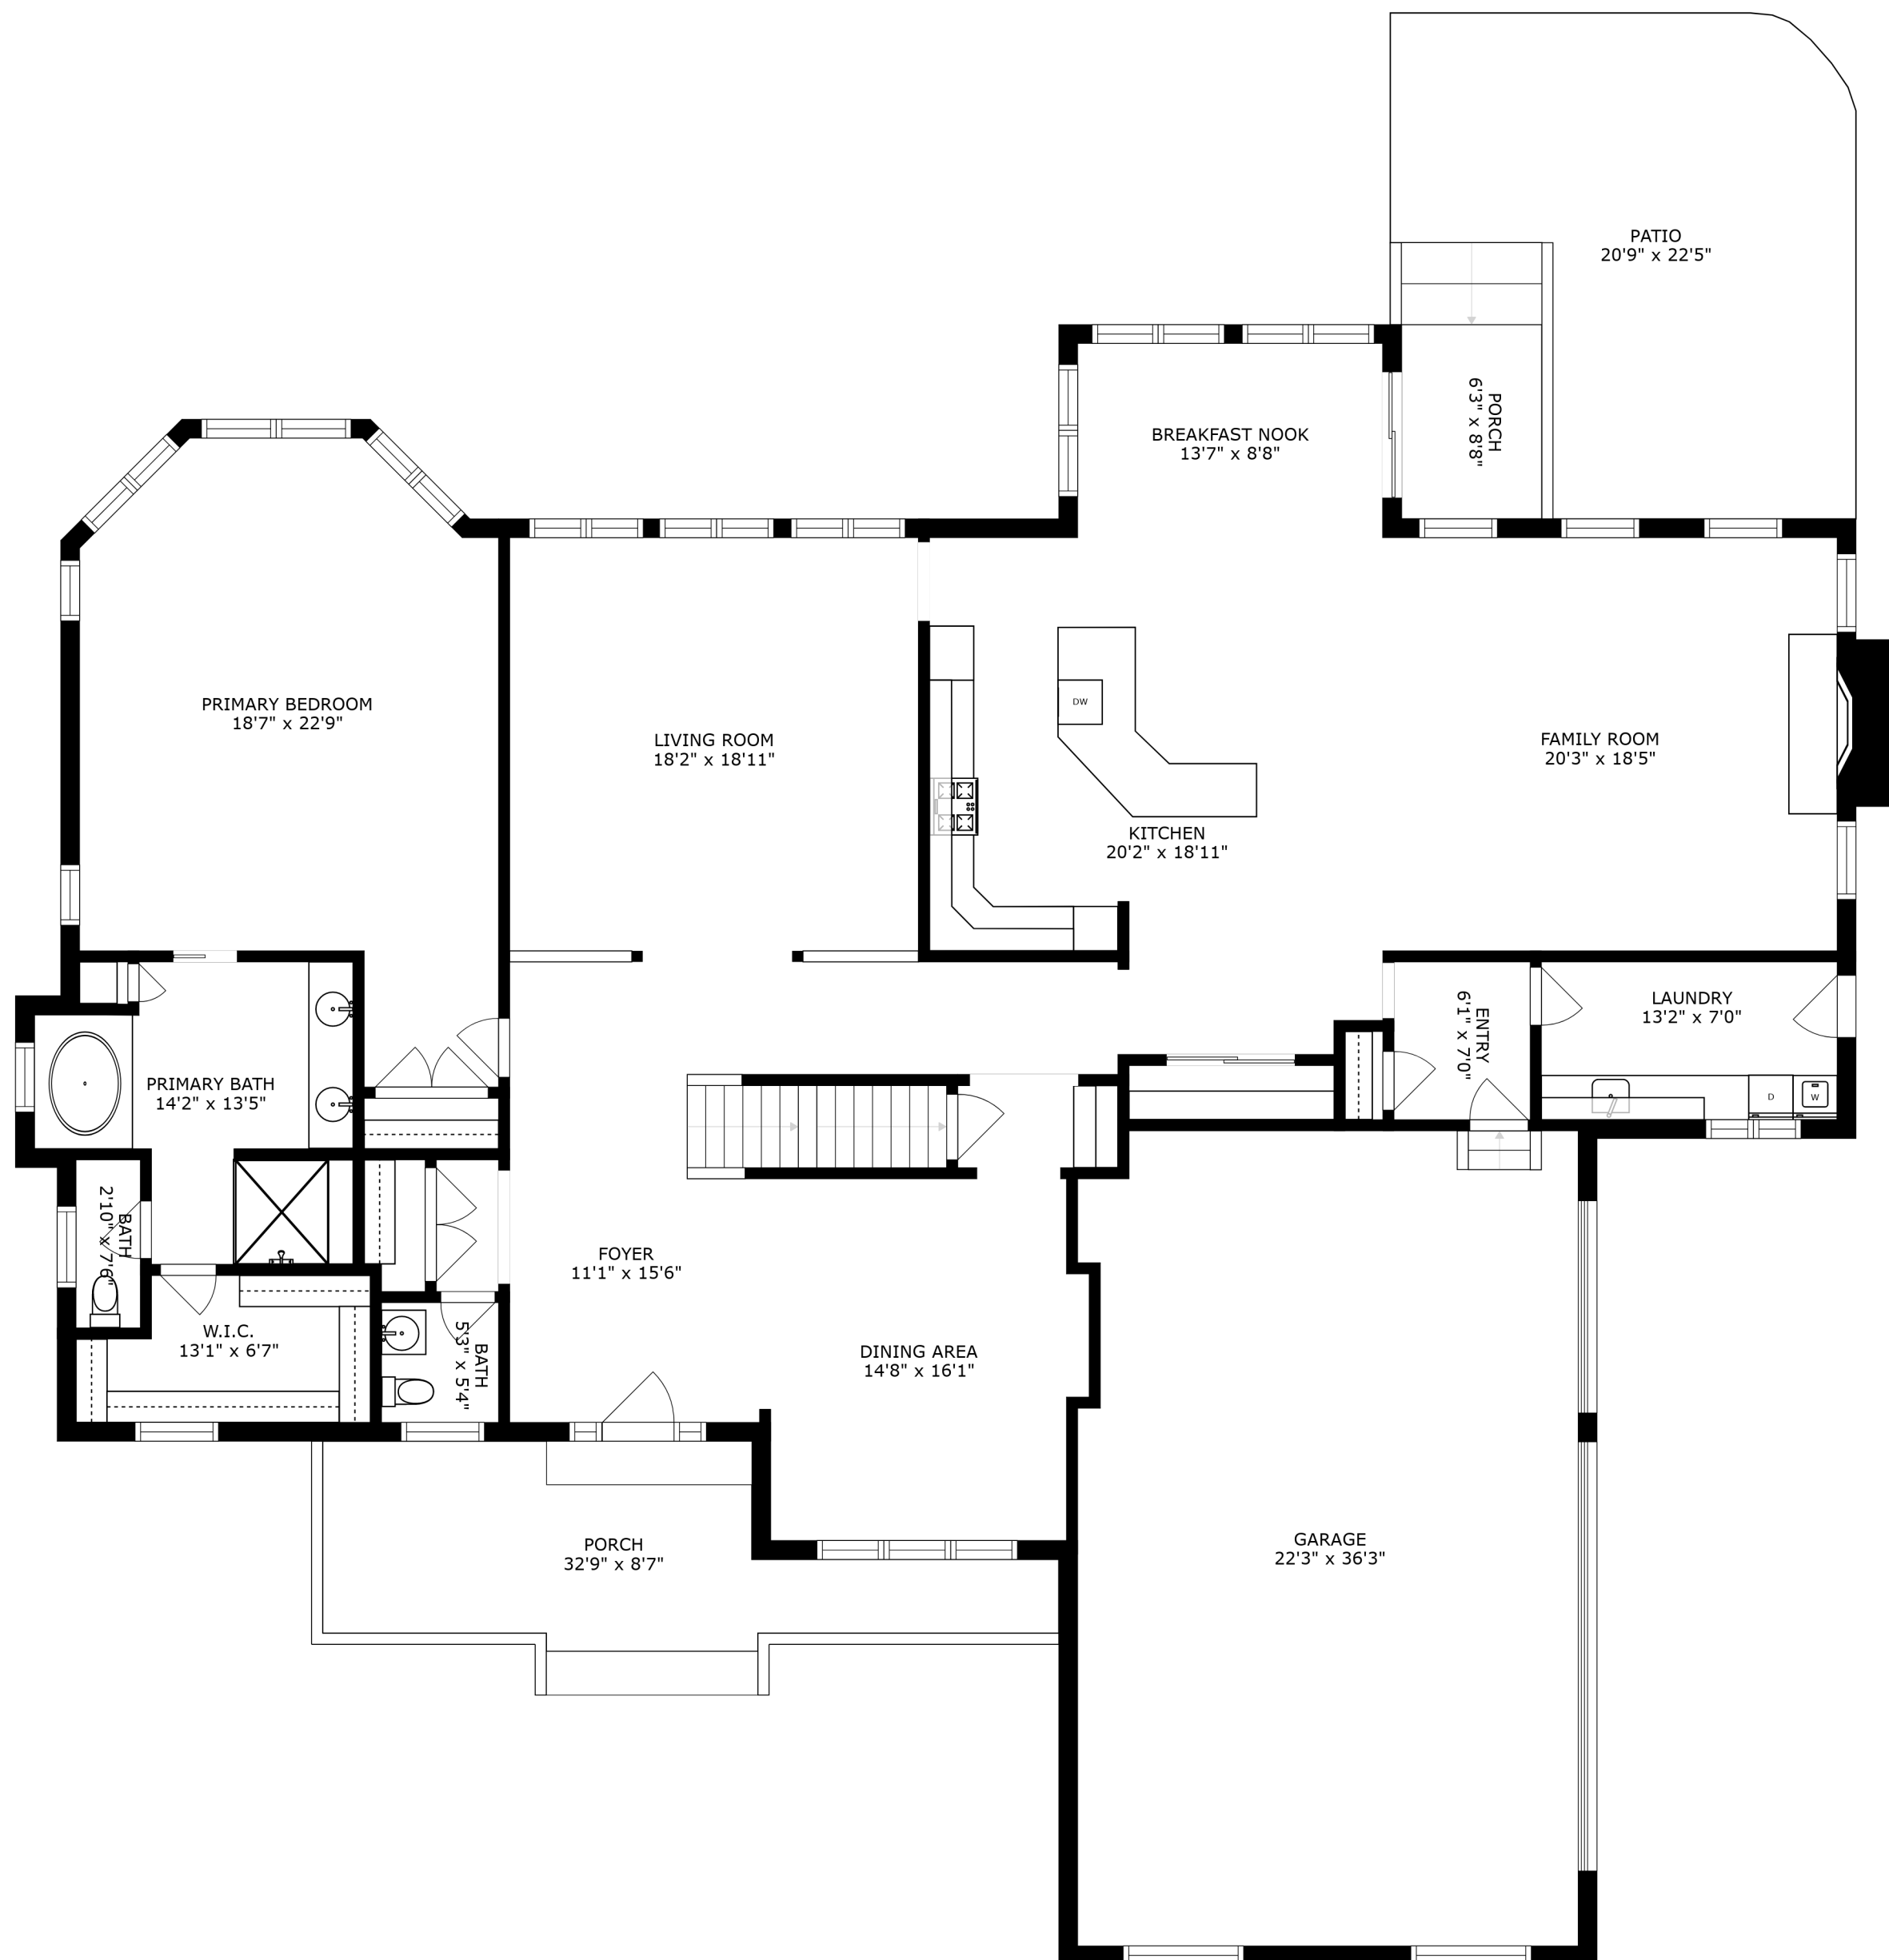 PATIO
20'9" x 22'5"
PORCH
6'3" x 8'8"
BREAKFAST NOOK
13'7" x 8'8"
PRIMARY BEDROOM
18'7" x 22'9"
LIVING ROOM
18'2" x 18'11"
DW
FAMILY ROOM
20'3" x 18'5"
KITCHEN
20'2" x 18'11"
LAUNDRY
13'2" x 7'0"
ENTRY
6'1" x 7'0"
D
W
PRIMARY BATH
14'2" x 13'5"
BATH
2'10" x 7'6"
FOYER
11'1" x 15'6"
W.I.C.
13'1" x 6'7"
BATH
5'3" x 5'4"
DINING AREA
14'8" x 16'1"
PORCH
32'9" x 8'7"
GARAGE
22'3" x 36'3"